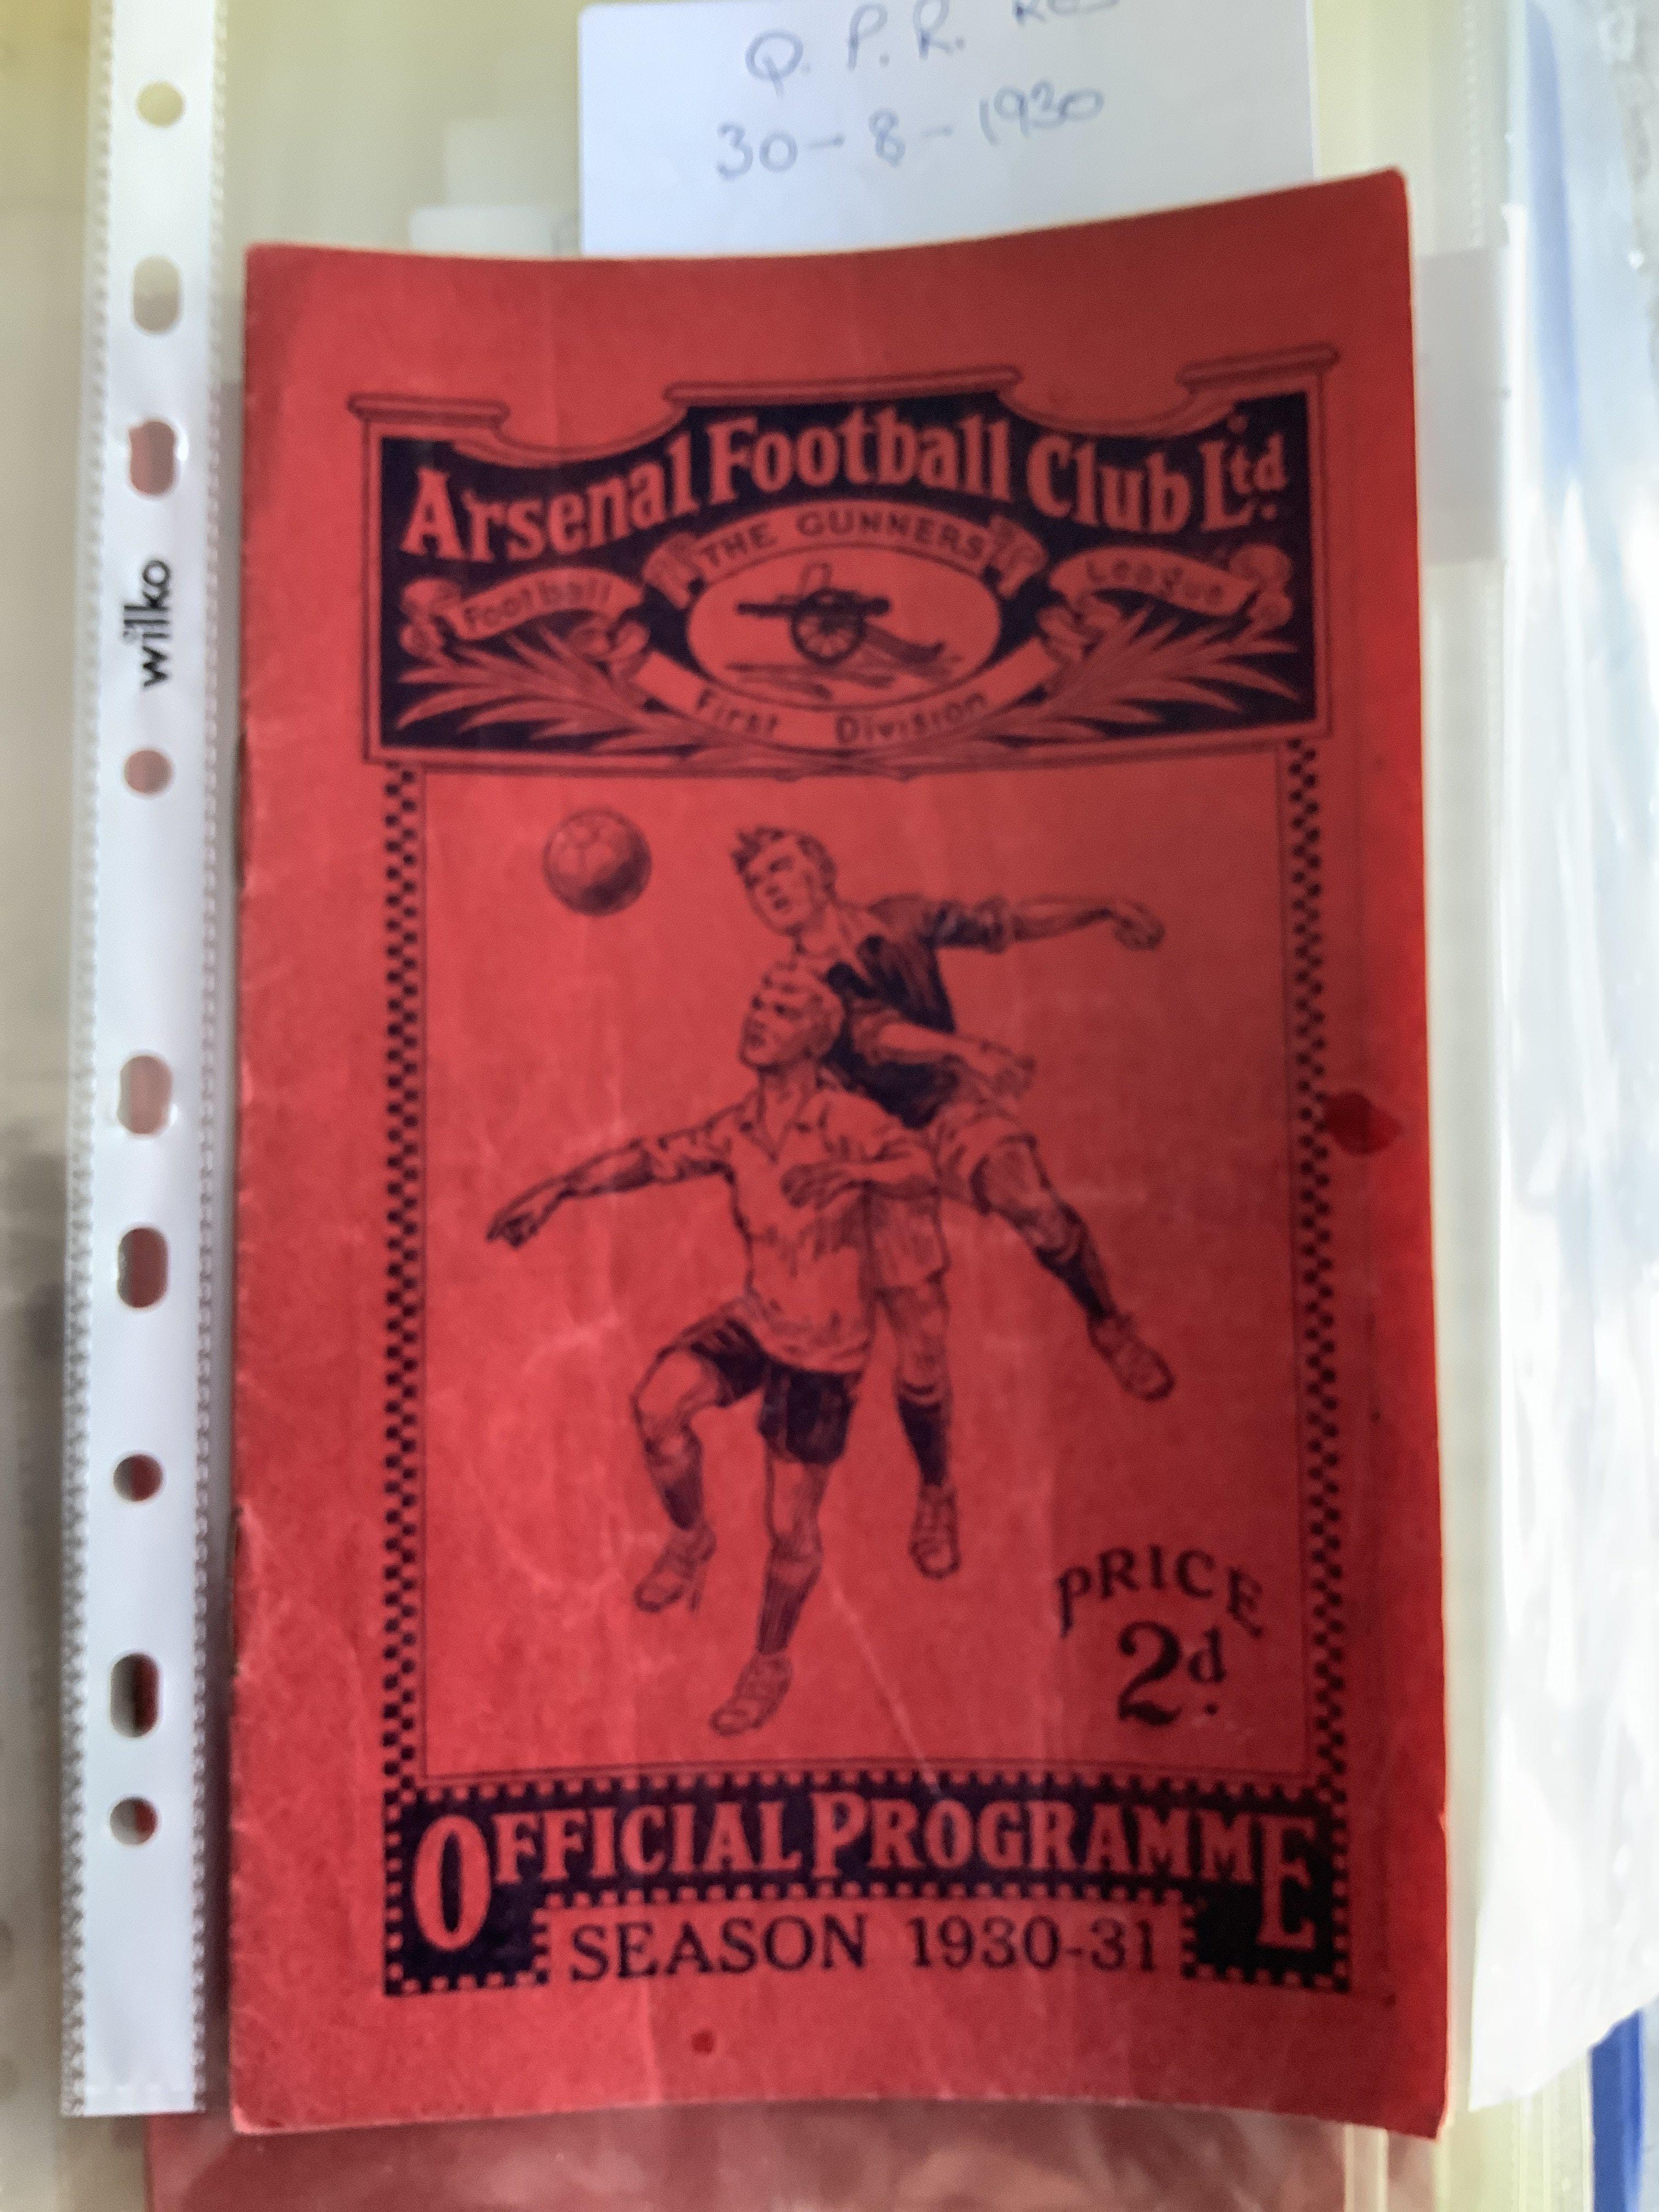 Q. P. R. Res
30-8-1930
wilko
Arsenal Football Club Ltd.
THE GUNNERS
Football League
First Division
PRICE
2d.
OFFICIAL PROGRAMME
SEASON 1930-31